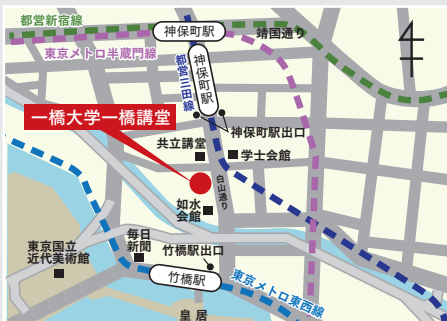 都営新宿線
神保町駅
靖国通り
東京メトロ半蔵門線
神保町駅
都営三田線
一橋大学一橋講堂
神保町駅出口
共立講堂
学士会館
白山通り
如水
会館
毎日
新聞
竹橋駅出口
東京国立
近代美術館
竹橋駅
東京メトロ東西線
皇居
4